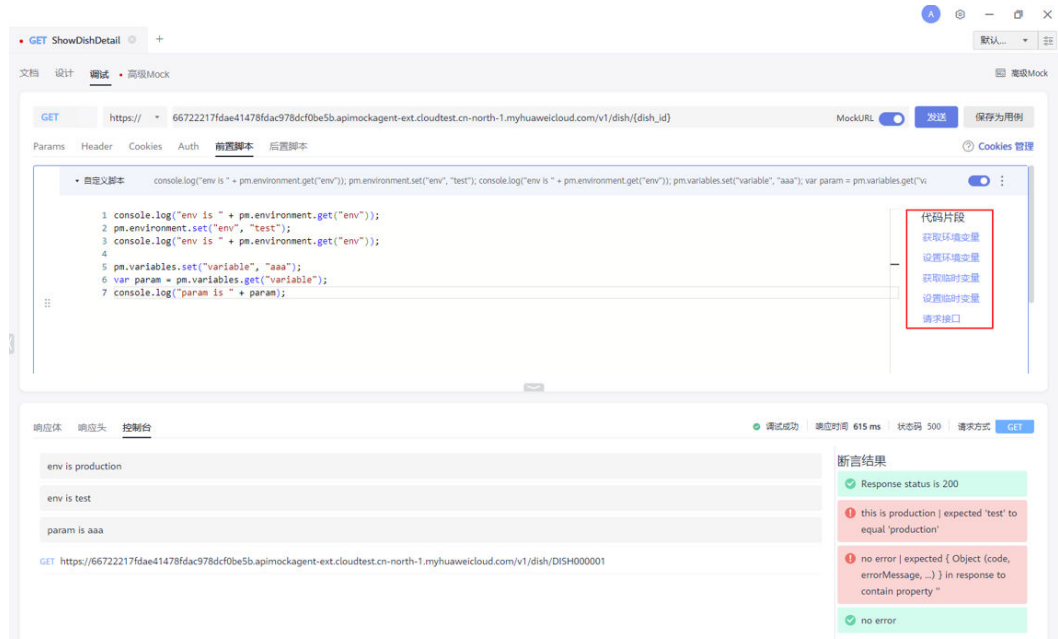 A
GET ShowDishDetail
默认...
文档 设计 调试 高级Mock
高级Mock
GET https:// 66722217fdae41478fdac978dcf0be5b.apimockagent-ext.cloudtest.cn-north-1.myhuaweicloud.com/v1/dish/{dish_id} MockURL 发送 保存为用例
Params Header Cookies Auth 前置脚本 后置脚本 Cookies 管理
自定义脚本 console.log("env is " + pm.environment.get("env")); pm.environment.set("env", "test"); console.log("env is " + pm.environment.get("env")); pm.variables.set("variable", "aaa"); var param = pm.variables.get("va
1 console.log("env is " + pm.environment.get("env"));
2 pm.environment.set("env", "test");
3 console.log("env is " + pm.environment.get("env"));
4
5 pm.variables.set("variable", "aaa");
6 var param = pm.variables.get("variable");
7 console.log("param is " + param);
代码片段
获取环境变量
设置环境变量
获取临时变量
设置临时变量
请求接口
响应体 响应头 控制台 调试成功 响应时间 615 ms 状态码 500 请求方式 GET
env is production
env is test
param is aaa
GET https://66722217fdae41478fdac978dcf0be5b.apimockagent-ext.cloudtest.cn-north-1.myhuaweicloud.com/v1/dish/DISH000001
断言结果
Response status is 200
this is production | expected 'test' to
equal 'production'
no error | expected { Object (code,
errorMessage, ...) } in response to
contain property ''
no error